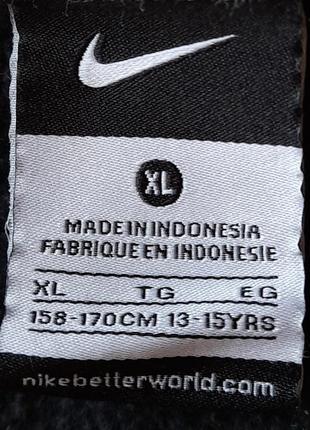 XL
MADE IN INDONESIA
FABRIQUE EN INDONESIE
XL TG EG
158-170CM 13-15YRS
nikebetterworld.com